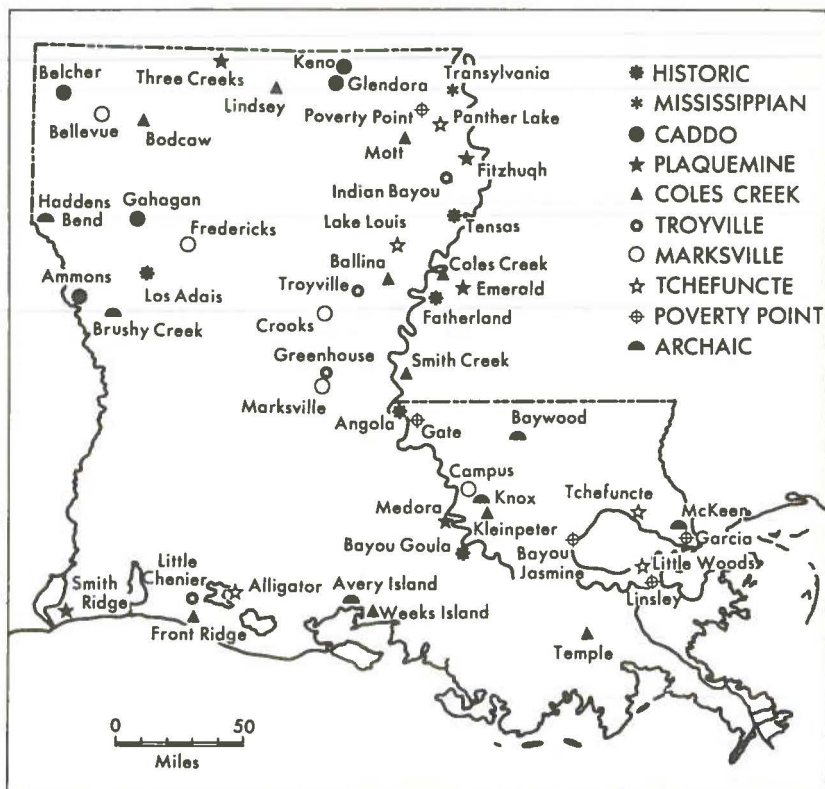 Keno
Belcher
Three Creeks
Glendora
Transylvania
Lindsey
Poverty Point
Panther Lake
Bellevue
Bodcaw
Mott
Fitzhuqh
Indian Bayou
Haddens
Bend
Gahagan
Fredericks
Lake Louis
Tensas
Ballina
Coles Creek
Ammons
Los Adais
Troyville
Emerald
Brushy Creek
Crooks
Fatherland
Greenhouse
Smith Creek
Marksville
Angola
Gate
Baywood
Campus
Knox
Tchefuncte
McKeen
Medora
Kleinpeter
Garcia
Bayou Goula
Bayou
Jasmine
Little Woods
Linsley
Smith
Ridge
Little
Chenier
Alligator
Avery Island
Front Ridge
Weeks Island
Temple
0 50
Miles
HISTORIC
MISSISSIPPIAN
CADDO
PLAQUEMINE
COLES CREEK
TROYVILLE
MARKSVILLE
TCHEFUNCTE
POVERTY POINT
ARCHAIC